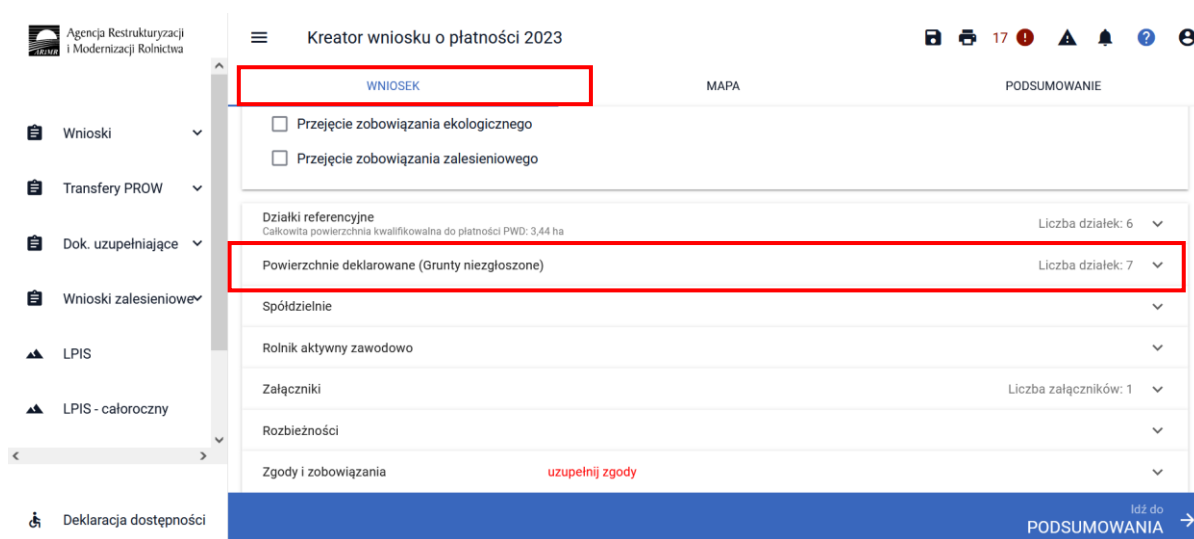 Agencja Restrukturyzacji
i Modernizacji Rolnictwa
ARiMR
Kreator wniosku o płatności 2023
17
WNIOSEK
MAPA
PODSUMOWANIE
Wnioski
Transfery PROW
Dok. uzupełniające
Wnioski zalesieniowe
LPIS
LPIS - całoroczny
Deklaracja dostępności
Przejęcie zobowiązania ekologicznego
Przejęcie zobowiązania zalesieniowego
Działki referencyjne
Liczba działek: 6
Całkowita powierzchnia kwalifikowalna do płatności PWD: 3,44 ha
Powierzchnie deklarowane (Grunty niezgłoszone)
Liczba działek: 7
Spółdzielnie
Rolnik aktywny zawodowo
Załączniki
Liczba załączników: 1
Rozbieżności
Zgody i zobowiązania
uzupełnij zgody
Idź do
PODSUMOWANIA